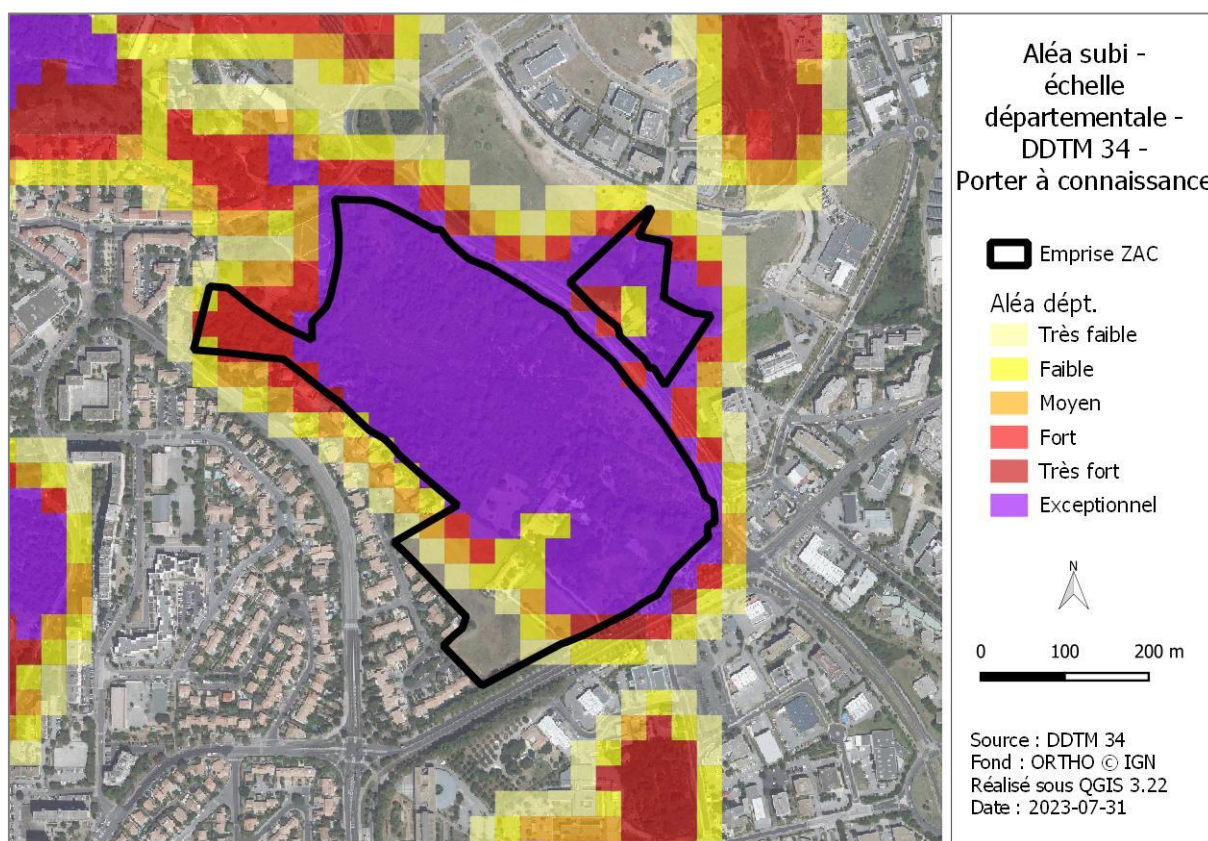 Aléa subi -
échelle
départementale -
DDTM 34 -
Porter à connaissance
Emprise ZAC
Aléa dépt.
Très faible
Faible
Moyen
Fort
Très fort
Exceptionnel
N
0 100 200 m
Source : DDTM 34
Fond : ORTHO © IGN
Réalisé sous QGIS 3.22
Date : 2023-07-31